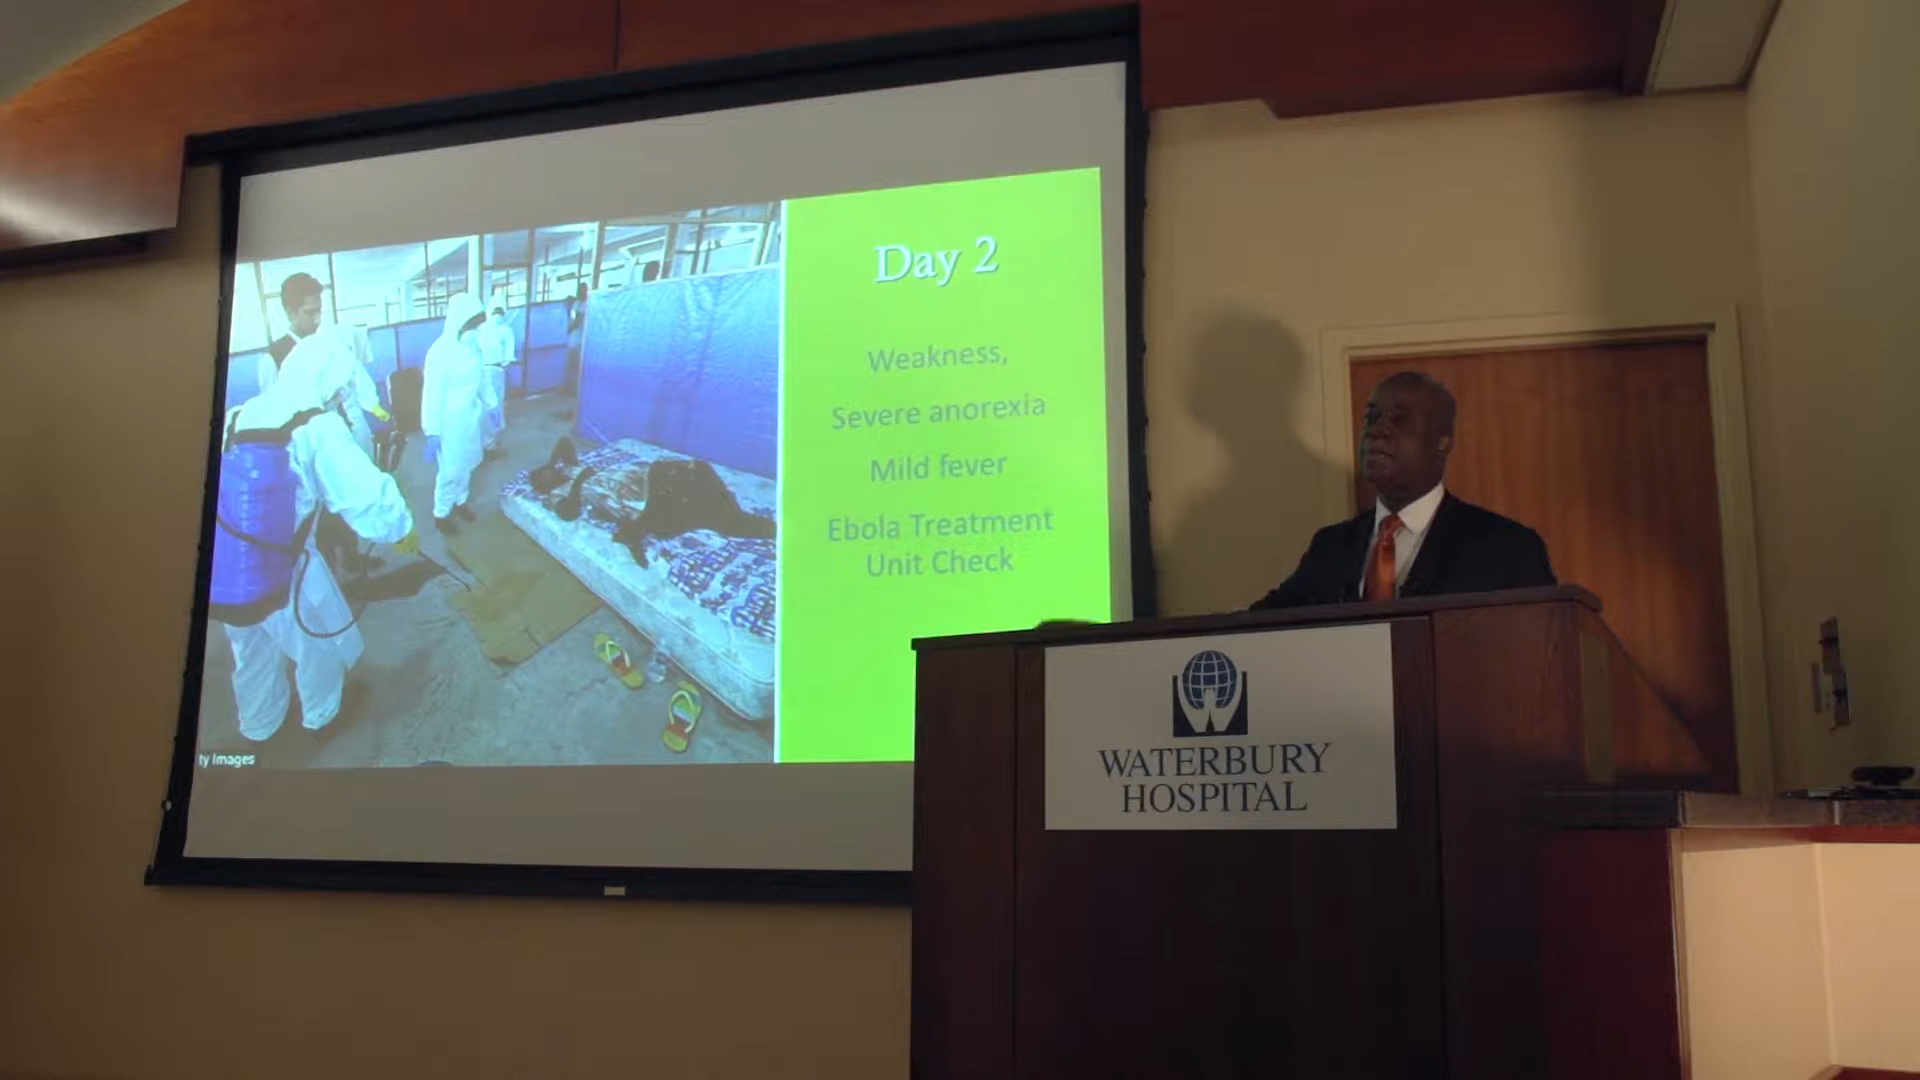 Day 2
Weakness,
Severe anorexia
Mild fever
Ebola Treatment
Unit Check
ty Images
WATERBURY
HOSPITAL